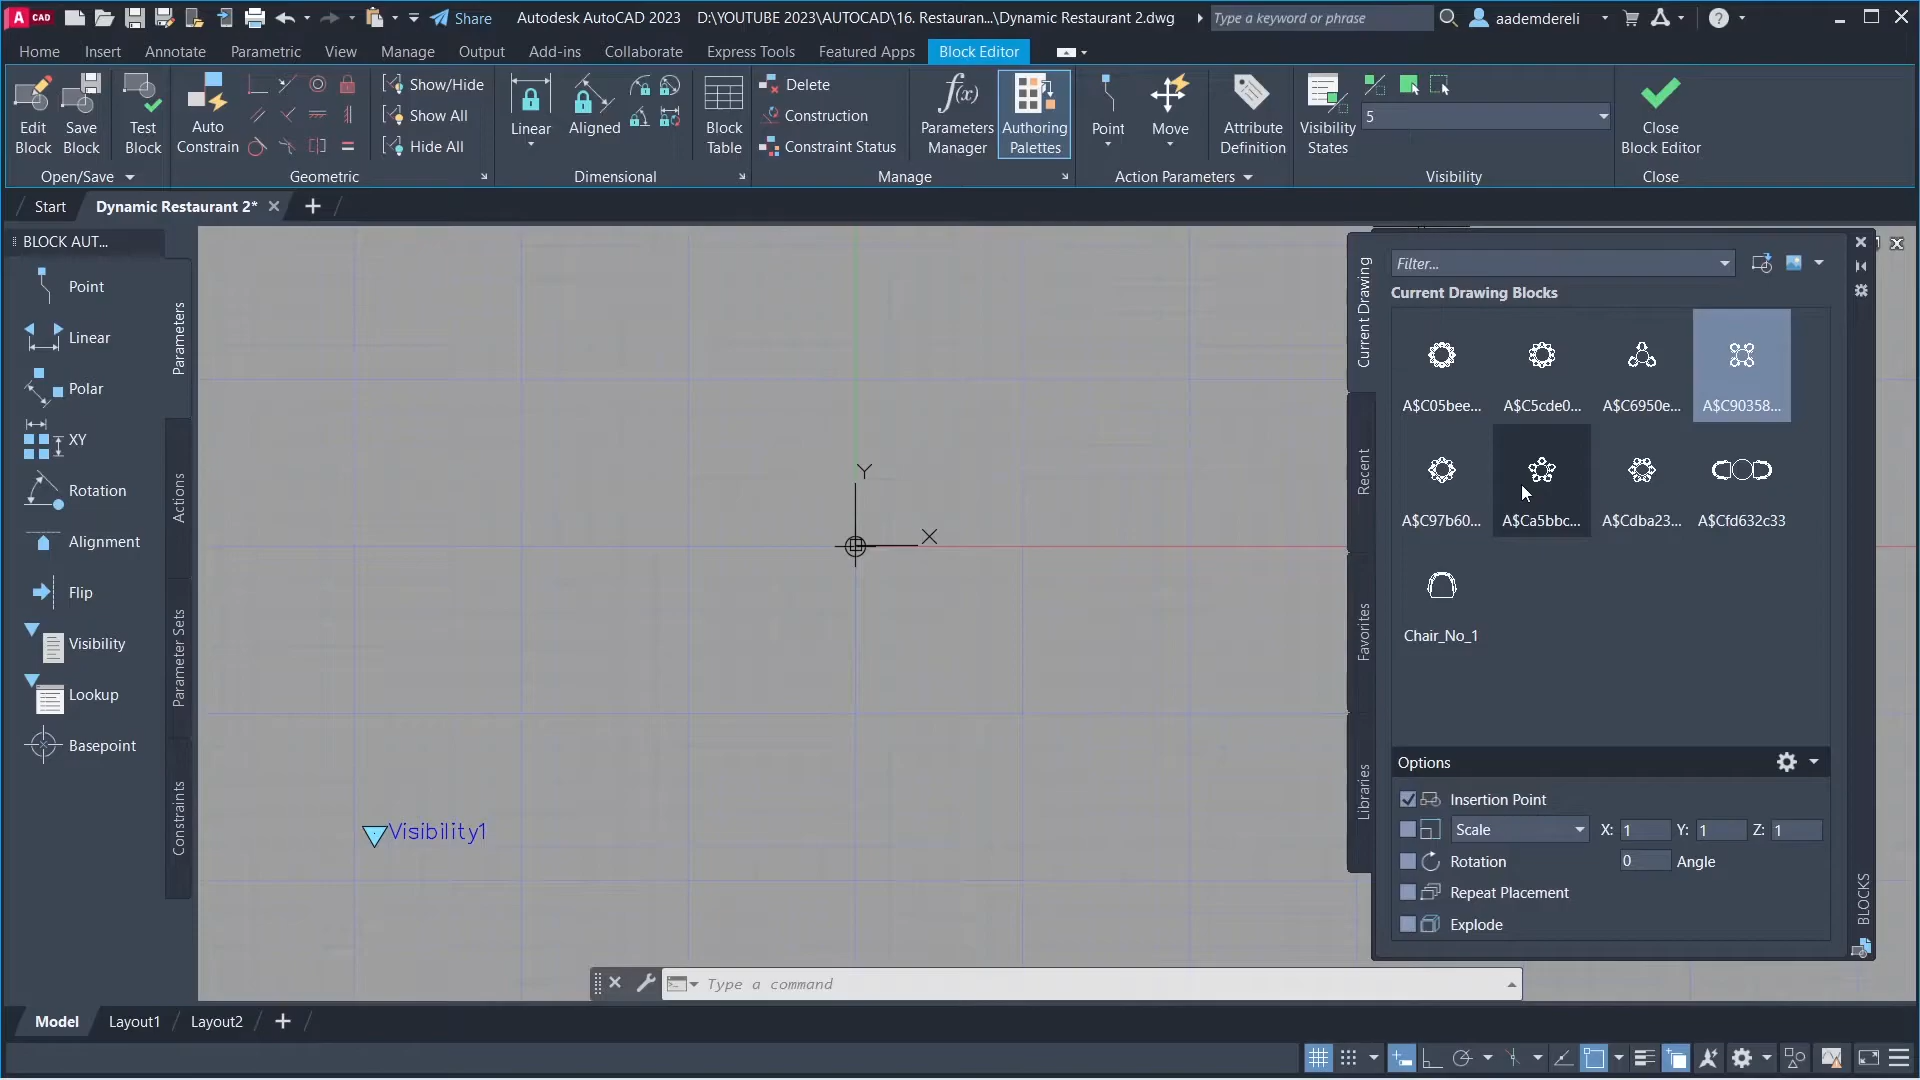 A CAD
Share
Autodesk AutoCAD 2023 D:\YOUTUBE 2023\AUTOCAD\16. Restauran...\Dynamic Restaurant 2.dwg
Type a keyword or phrase
aademdereli
Home Insert Annotate Parametric View Manage Output Add-ins Collaborate Express Tools Featured Apps Block Editor
Edit Block
Save Block
Test Block
Open/Save
Auto Constrain
Show/Hide
Show All
Hide All
Geometric
Linear
Aligned
Dimensional
Block Table
Delete
Construction
Constraint Status
Parameters Manager
Authoring Palettes
Manage
Point
Move
Action Parameters
Attribute Definition
Visibility States
5
Visibility
Close Block Editor
Close
Start
Dynamic Restaurant 2*
BLOCK AUT...
Point
Linear
Polar
XY
Rotation
Alignment
Flip
Visibility
Lookup
Basepoint
Parameters
Actions
Parameter Sets
Constraints
Y
X
Visibility1
Current Drawing
Recent
Favorites
Libraries
Filter...
Current Drawing Blocks
A$C05bee... A$C5cde0... A$C6950e... A$C90358...
A$C97b60... A$Ca5bbc... A$Cdba23... A$Cfd632c33
Chair_No_1
Options
Insertion Point
Scale X: 1 Y: 1 Z: 1
Rotation 0 Angle
Repeat Placement
Explode
BLOCKS
Type a command
Model Layout1 Layout2